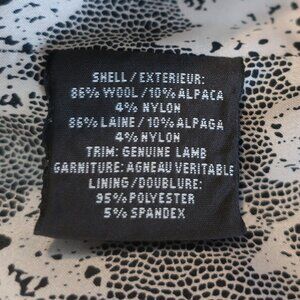 SHELL/EXTERIEUR:
86% WOOL/10% ALPACA
4% NYLON
86% LAINE/10% ALPAGA
4% NYLON
TRIM: GENUINE LAMB
GARNITURE: AGNEAU VERITABLE
LINING/DOUBLURE:
95% POLYESTER
5% SPANDEX